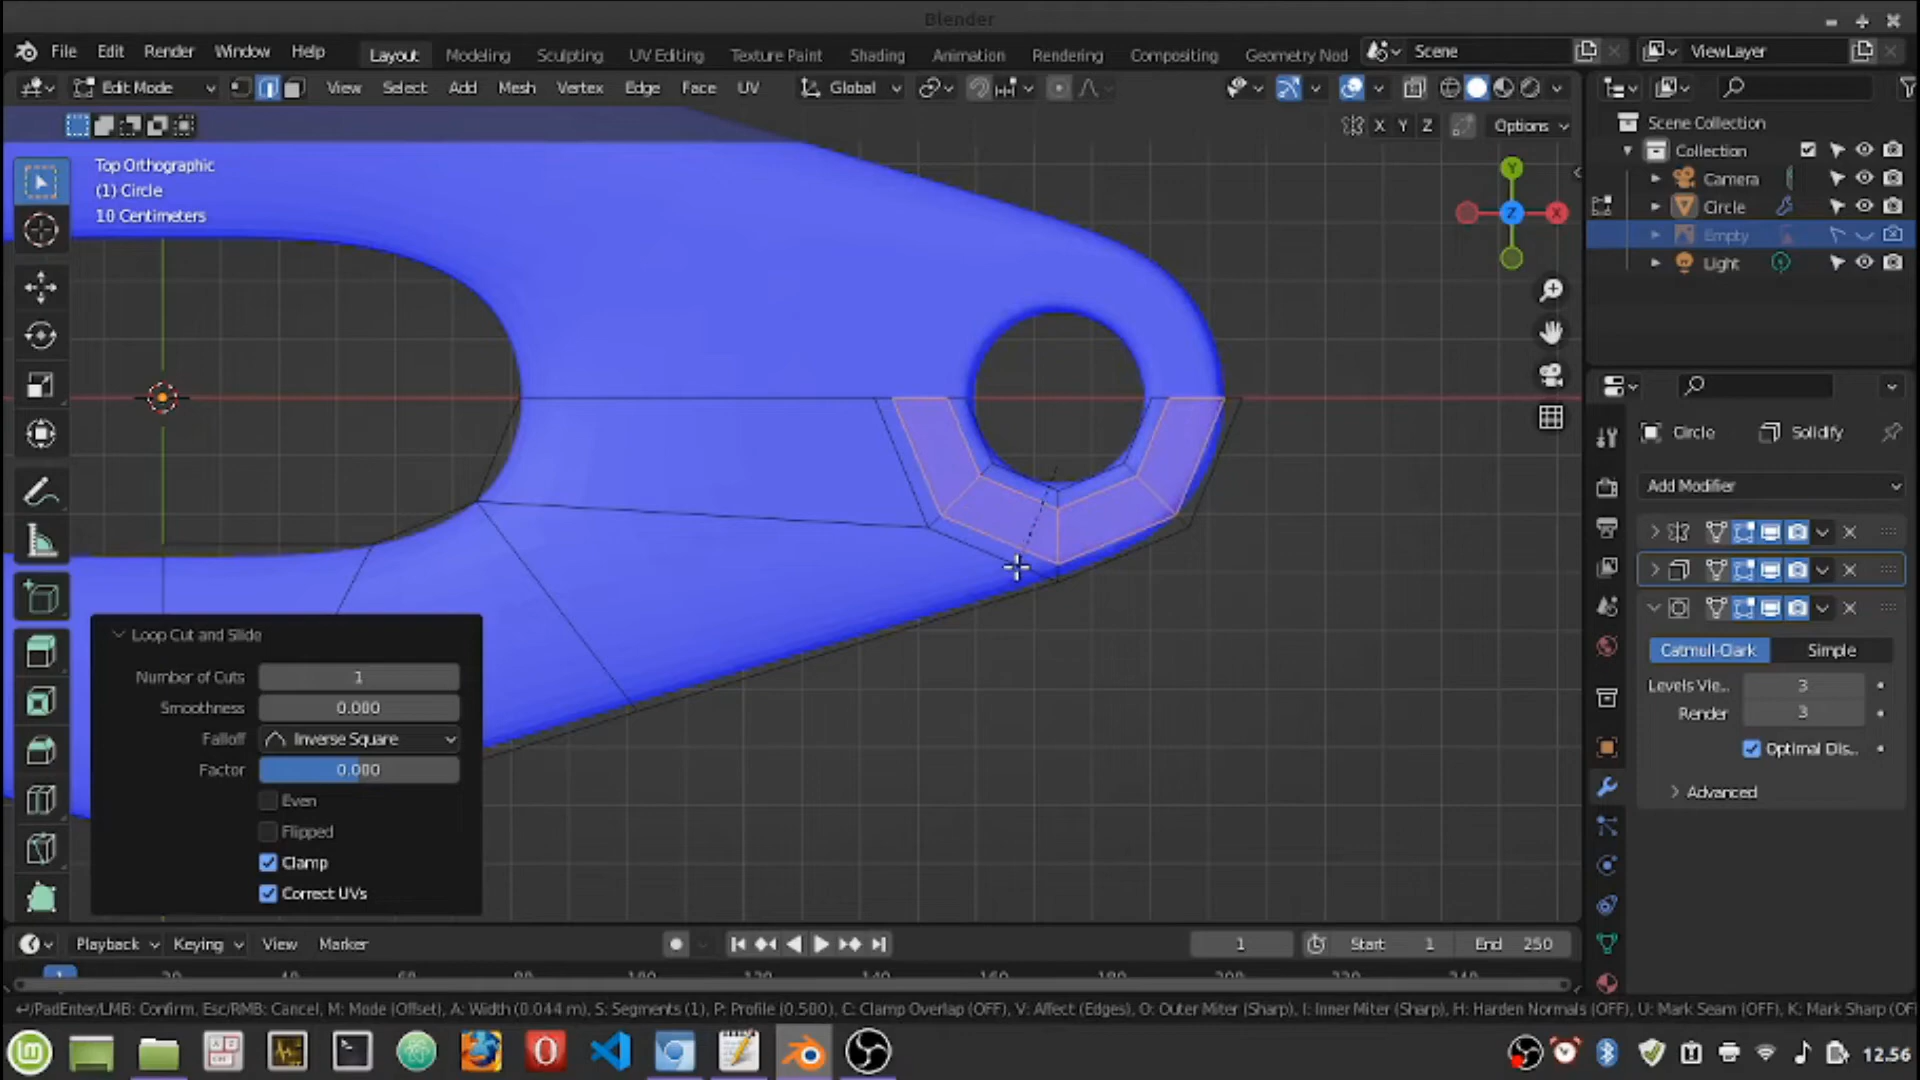 Blender
File Edit Render Window Help Layout Modeling Sculpting UV Editing Texture Paint Shading Animation Rendering Compositing Geometry Nod Scene ViewLayer
Edit Mode View Select Add Mesh Vertex Edge Face UV Global
X Y Z Options
Top Orthographic
(1) Circle
10 Centimeters
Y
Z X
Scene Collection
Collection
Camera
Circle
Empty
Light
Circle Solidify
Add Modifier
Catmull-Clark Simple
Levels Vie.. 3
Render 3
Optimal Dis..
Advanced
Loop Cut and Slide
Number of Cuts 1
Smoothness 0.000
Falloff Inverse Square
Factor 0.000
Even
Flipped
Clamp
Correct UVs
Playback Keying View Marker 1 Start 1 End 250
1
/PadEnter/LMB: Confirm, Esc/RMB: Cancel, M: Mode (Offset), A: Width (0.044 m), S: Segments (1), P: Profile (0.500), C: Clamp Overlap (OFF), V: Affect (Edges), O: Outer Miter (Sharp), I: Inner Miter (Sharp), H: Harden Normals (OFF), U: Mark Seam (OFF), K: Mark Sharp (OF
12.56